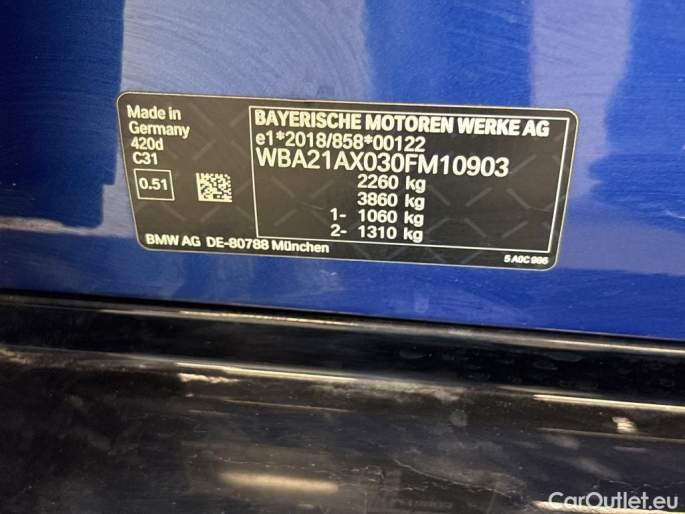 Made in
Germany
420d
C31
0.51
BAYERISCHE MOTOREN WERKE AG
e1*2018/858*00122
WBA21AX030FM10903
2260 kg
3860 kg
1- 1060 kg
2- 1310 kg
BMW AG DE-80788 München
5 A0C 995
CarOutlet.eu